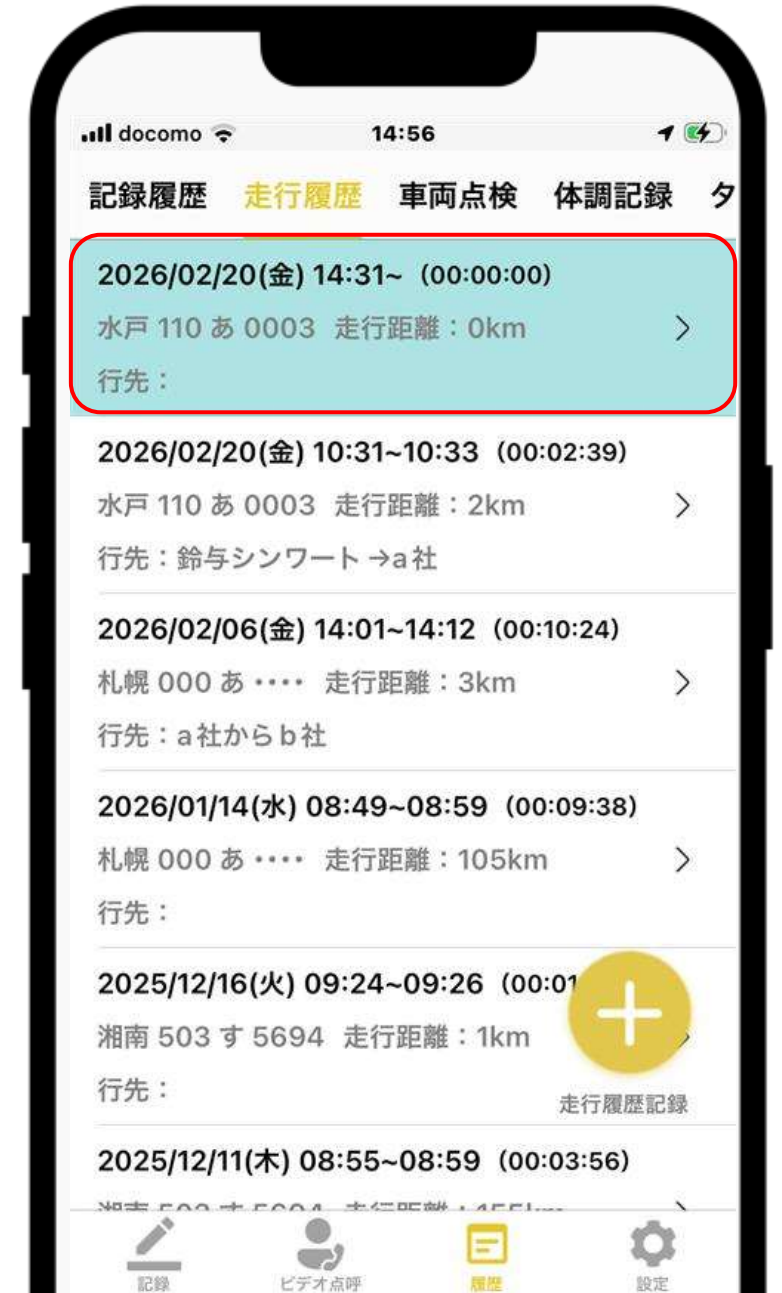 docomo 14:56
記録履歴 走行履歴 車両点検 体調記録 タ
2026/02/20(金) 14:31~ (00:00:00)
水戸 110 あ 0003 走行距離：0km
行先：
2026/02/20(金) 10:31~10:33 (00:02:39)
水戸 110 あ 0003 走行距離：2km
行先：鈴与シンワート→a社
2026/02/06(金) 14:01~14:12 (00:10:24)
札幌 000 あ ‥‥ 走行距離：3km
行先：a社からb社
2026/01/14(水) 08:49~08:59 (00:09:38)
札幌 000 あ ‥‥ 走行距離：105km
行先：
2025/12/16(火) 09:24~09:26 (00:01
湘南 503 す 5694 走行距離：1km
行先：
走行履歴記録
2025/12/11(木) 08:55~08:59 (00:03:56)
記録 ビデオ点呼 履歴 設定